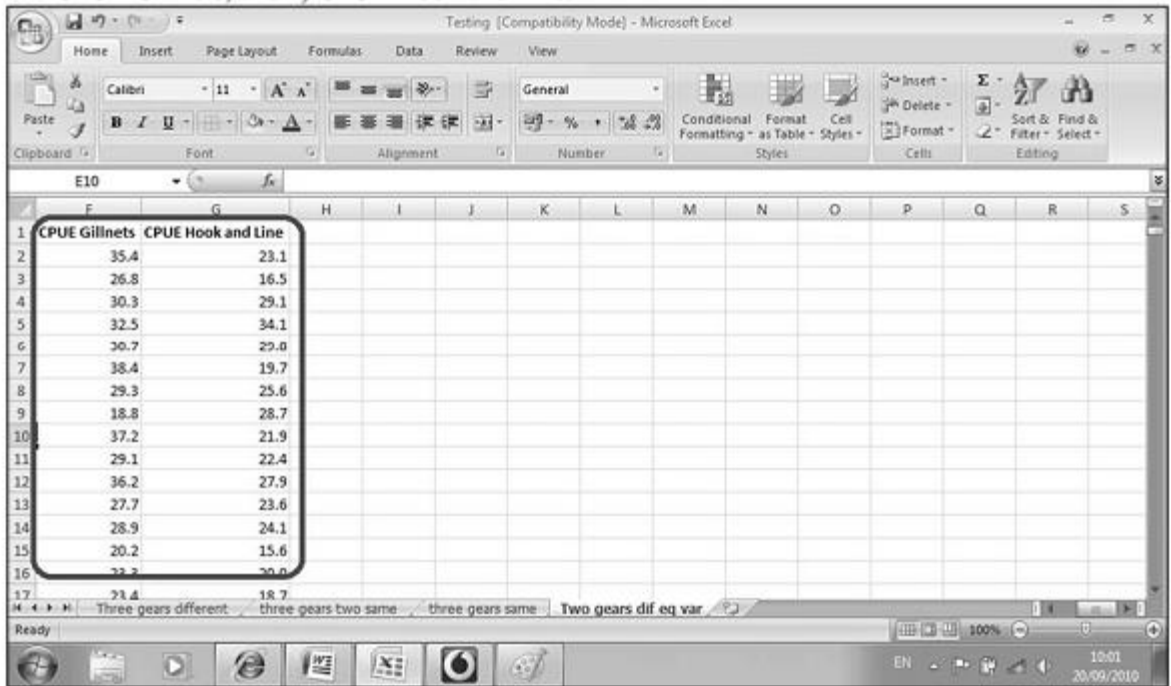 Testing [Compatibility Mode] - Microsoft Excel
Home Insert Page Layout Formulas Data Review View
Calibri 11 A A General Insert Σ
Paste B I U A % , Conditional Format Cell Delete Sort & Find &
Formatting as Table Styles Format Filter Select
Clipboard Font Alignment Number Styles Cells Editing
E10 fx
F G H I J K L M N O P Q R S
1 CPUE Gillnets CPUE Hook and Line
2 35.4 23.1
3 26.8 16.5
4 30.3 29.1
5 32.5 34.1
6 30.7
7 38.4 19.7
8 29.3 25.6
9 18.8 28.7
10 37.2 21.9
11 29.1 22.4
12 36.2 27.9
13 27.7 23.6
14 28.9 24.1
15 20.2 15.6
16
17 23.4 18.7
Three gears different three gears two same three gears same Two gears dif eq var
Ready 100%
EN 10:01
20/09/2010